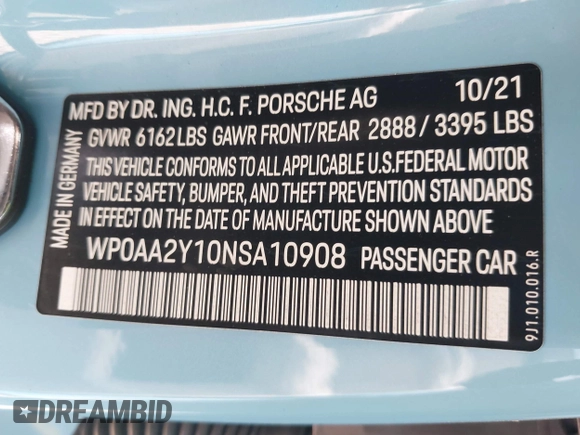 MFD BY DR. ING. H.C. F. PORSCHE AG 10/21
GVWR 6162 LBS GAWR FRONT/REAR 2888 / 3395 LBS
THIS VEHICLE CONFORMS TO ALL APPLICABLE U.S. FEDERAL MOTOR
VEHICLE SAFETY, BUMPER, AND THEFT PREVENTION STANDARDS
IN EFFECT ON THE DATE OF MANUFACTURE SHOWN ABOVE
WP0AA2Y10NSA10908 PASSENGER CAR
MADE IN GERMANY
9J1.010.016.R
DREAMBID